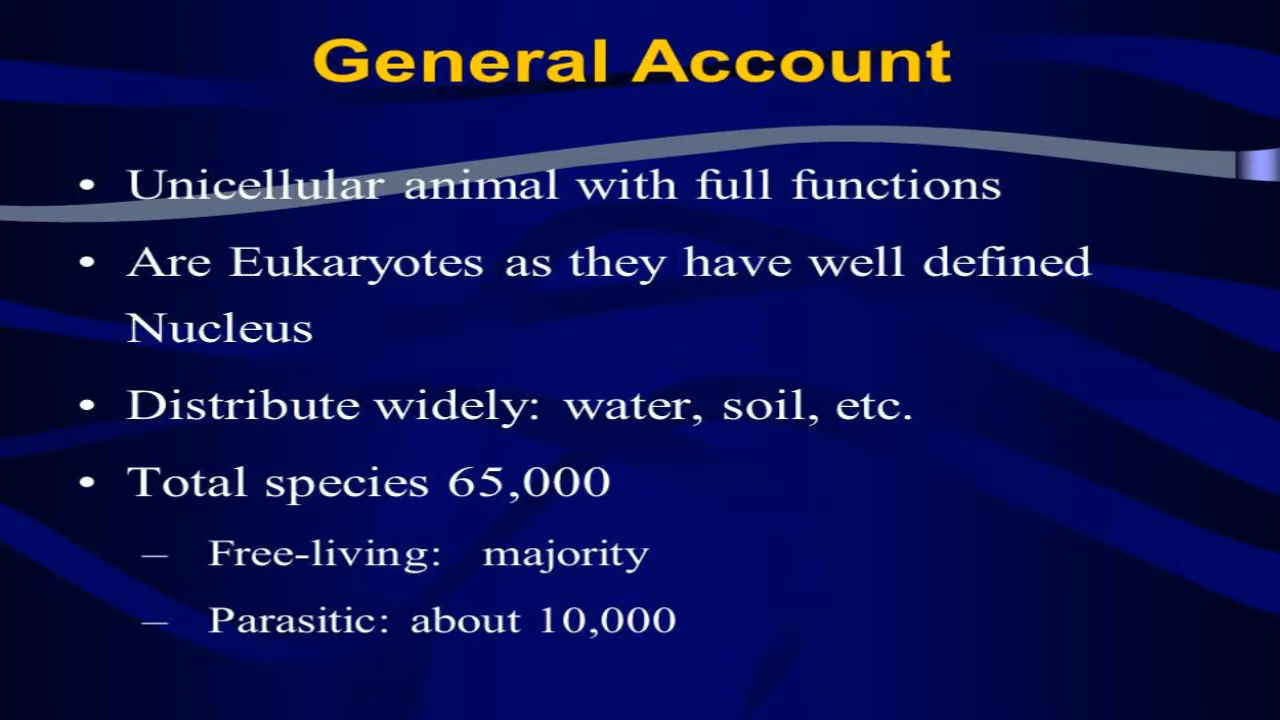 General Account
• Unicellular animal with full functions
• Are Eukaryotes as they have well defined
Nucleus
• Distribute widely: water, soil, etc.
• Total species 65,000
– Free-living: majority
– Parasitic: about 10,000